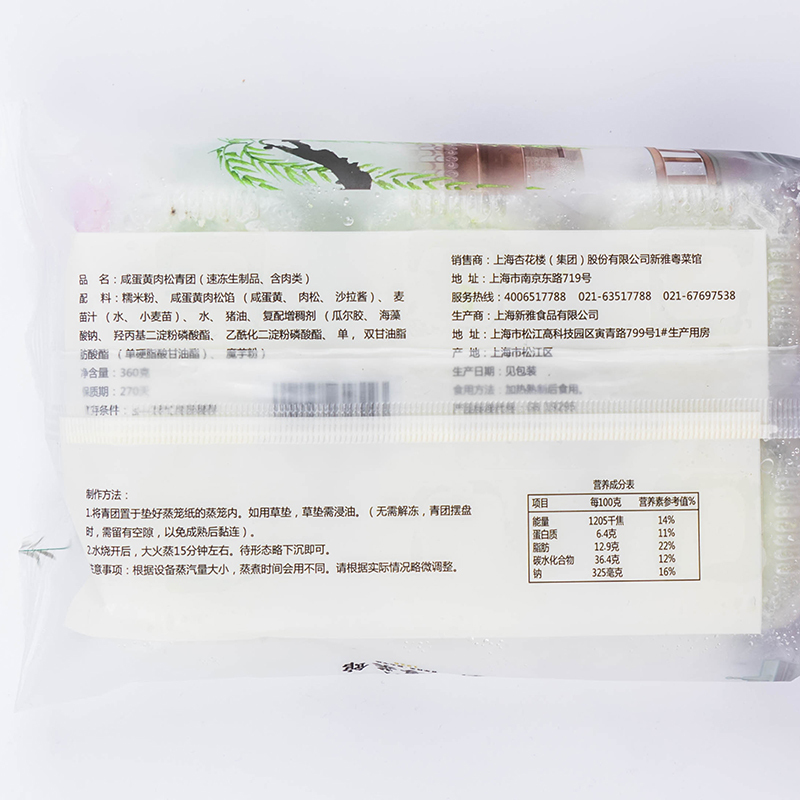 品 名：咸蛋黄肉松青团（速冻生制品、含肉类）
配 料：糯米粉、咸蛋黄肉松馅（咸蛋黄、肉松、沙拉酱）、麦
苗汁（水、小麦苗）、水、猪油、复配增稠剂（瓜尔胶、海藻
酸钠、羟丙基二淀粉磷酸酯、乙酰化二淀粉磷酸酯、单，双甘油脂
肪酸酯（单硬脂酸甘油酯）、魔芋粉）
净含量：360克
保质期：270天
销售商：上海杏花楼（集团）股份有限公司新雅粤菜馆
地 址：上海市南京东路719号
服务热线：4006517788 021-63517788 021-67697538
生产商：上海新雅食品有限公司
地 址：上海市松江高科技园区寅青路799号1#生产用房
产 地：上海市松江区
生产日期：见包装
食用方法：加热熟制后食用。
制作方法：
1.将青团置于垫好蒸笼纸的蒸笼内。如用草垫，草垫需浸油。（无需解冻，青团摆盘
时，需留有空隙，以免成熟后黏连）。
2.水烧开后，大火蒸15分钟左右。待形态略下沉即可。
注意事项：根据设备蒸汽量大小，蒸煮时间会用不同。请根据实际情况略微调整。
营养成分表
项目 每100克 营养素参考值%
能量 1205千焦 14%
蛋白质 6.4克 11%
脂肪 12.9克 22%
碳水化合物 36.4克 12%
钠 325毫克 16%